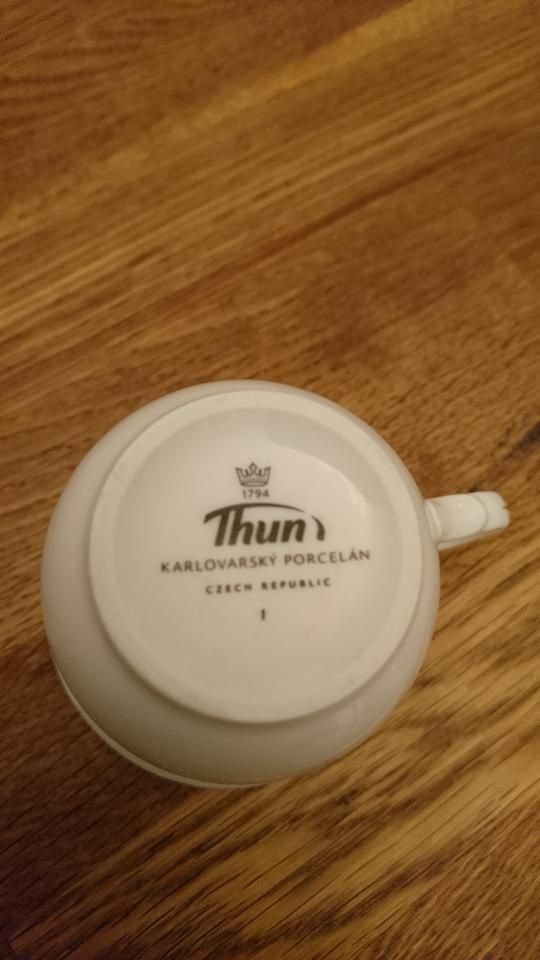 1794
Thun
KARLOVARSKÝ PORCELÁN
CZECH REPUBLIC
I